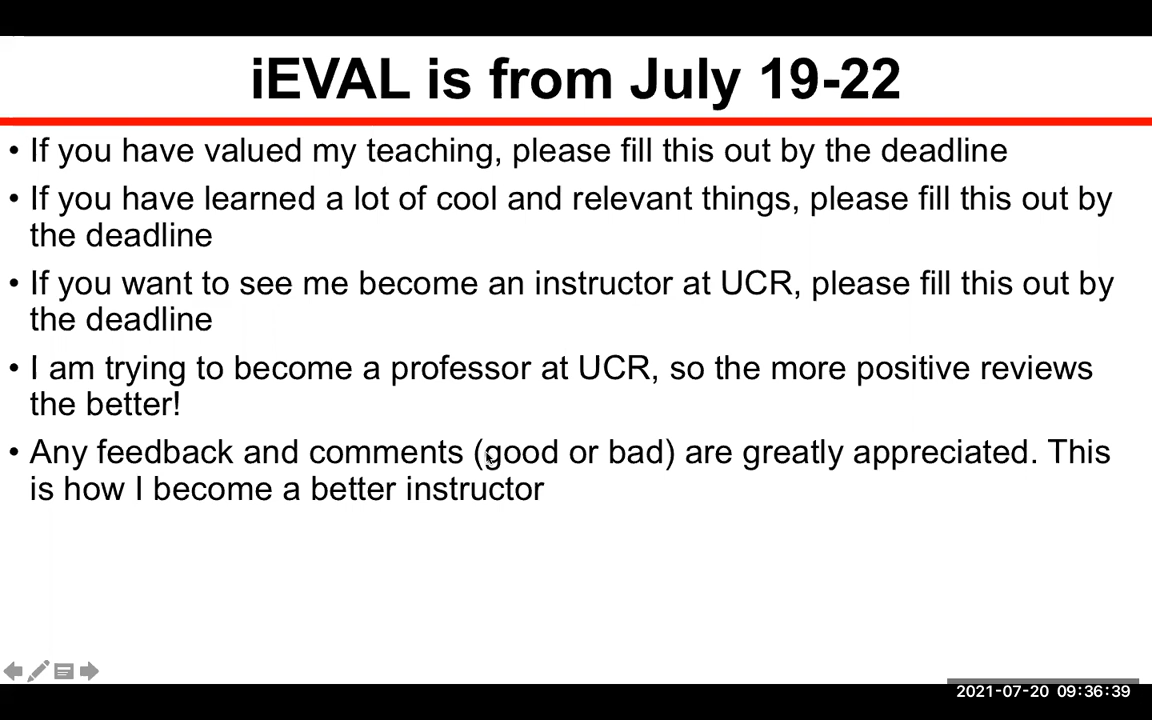 iEVAL is from July 19-22
• If you have valued my teaching, please fill this out by the deadline
• If you have learned a lot of cool and relevant things, please fill this out by
the deadline
• If you want to see me become an instructor at UCR, please fill this out by
the deadline
• I am trying to become a professor at UCR, so the more positive reviews
the better!
• Any feedback and comments (good or bad) are greatly appreciated. This
is how I become a better instructor
2021-07-20 09:36:39